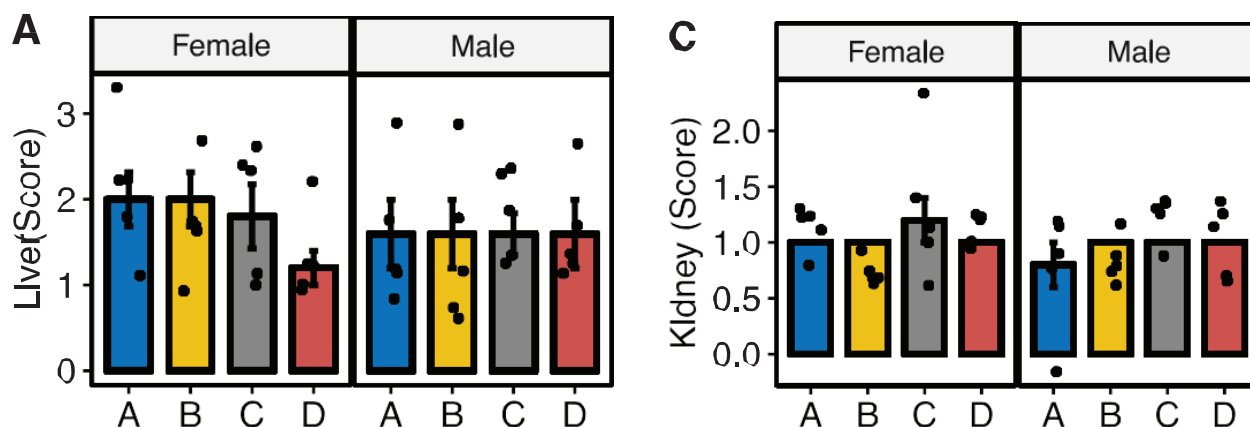 A
Female Male
LIver(Score)
3
2
1
0
A B C D A B C D
C
Female Male
KIdney (Score)
2.0
1.5
1.0
0.5
0.0
A B C D A B C D